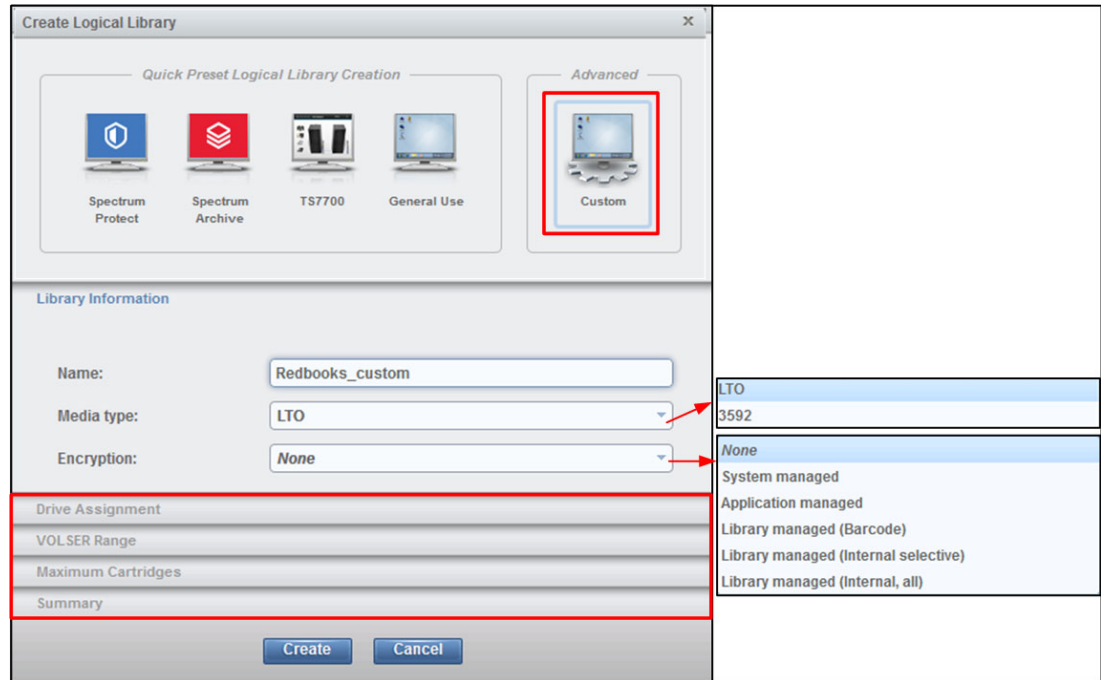 Create Logical Library x
Quick Preset Logical Library Creation
Advanced
Spectrum
Protect
Spectrum
Archive
TS7700
General Use
Custom
Library Information
Name: Redbooks_custom
Media type: LTO
Encryption: None
LTO
3592
None
System managed
Application managed
Library managed (Barcode)
Library managed (Internal selective)
Library managed (Internal, all)
Drive Assignment
VOLSER Range
Maximum Cartridges
Summary
Create
Cancel